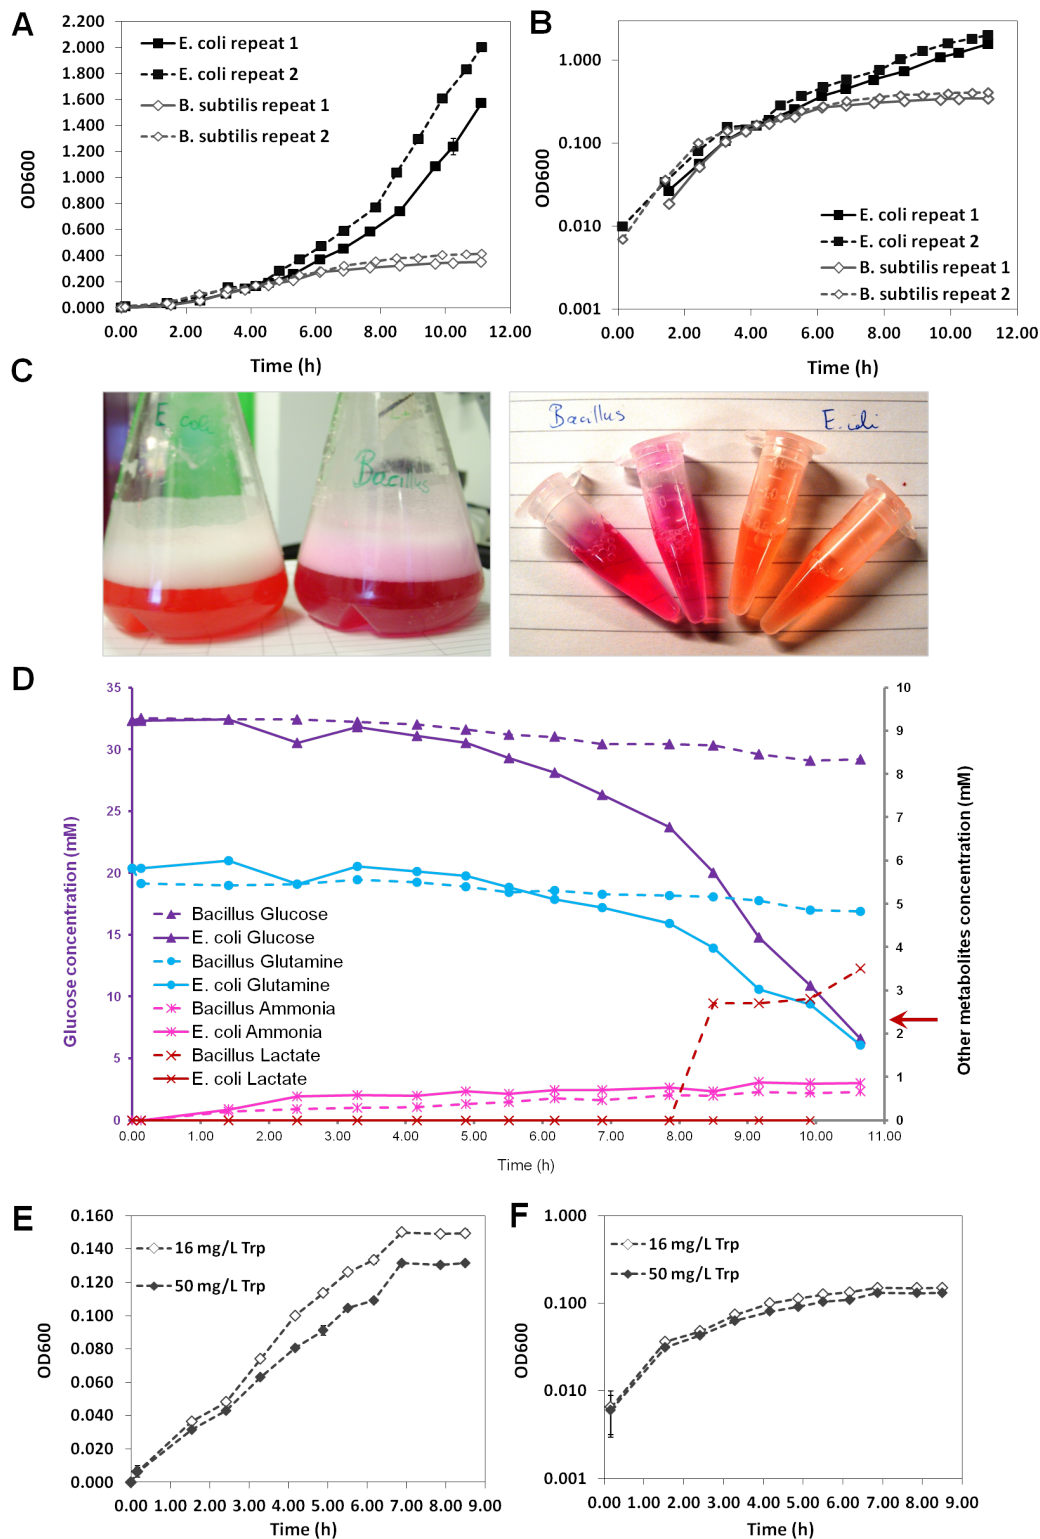 A
2.200
2.000
1.800
1.600
1.400
1.200
1.000
0.800
0.600
0.400
0.200
0.000
OD600
E. coli repeat 1
E. coli repeat 2
B. subtilis repeat 1
B. subtilis repeat 2
0.00 2.00 4.00 6.00 8.00 10.00 12.00
Time (h)
B
1.000
0.100
0.010
0.001
OD600
E. coli repeat 1
E. coli repeat 2
B. subtilis repeat 1
B. subtilis repeat 2
0.00 2.00 4.00 6.00 8.00 10.00 12.00
Time (h)
C
E. coli
Bacillus
Bacillus
E. coli
D
35
30
25
20
15
10
5
0
Glucose concentration (mM)
Bacillus Glucose
E. coli Glucose
Bacillus Glutamine
E. coli Glutamine
Bacillus Ammonia
E. coli Ammonia
Bacillus Lactate
E. coli Lactate
10
9
8
7
6
5
4
3
2
1
0
Other metabolites concentration (mM)
0.00 1.00 2.00 3.00 4.00 5.00 6.00 7.00 8.00 9.00 10.00 11.00
Time (h)
E
0.160
0.140
0.120
0.100
0.080
0.060
0.040
0.020
0.000
OD600
16 mg/L Trp
50 mg/L Trp
0.00 1.00 2.00 3.00 4.00 5.00 6.00 7.00 8.00 9.00
Time (h)
F
1.000
0.100
0.010
0.001
OD600
16 mg/L Trp
50 mg/L Trp
0.00 1.00 2.00 3.00 4.00 5.00 6.00 7.00 8.00 9.00
Time (h)